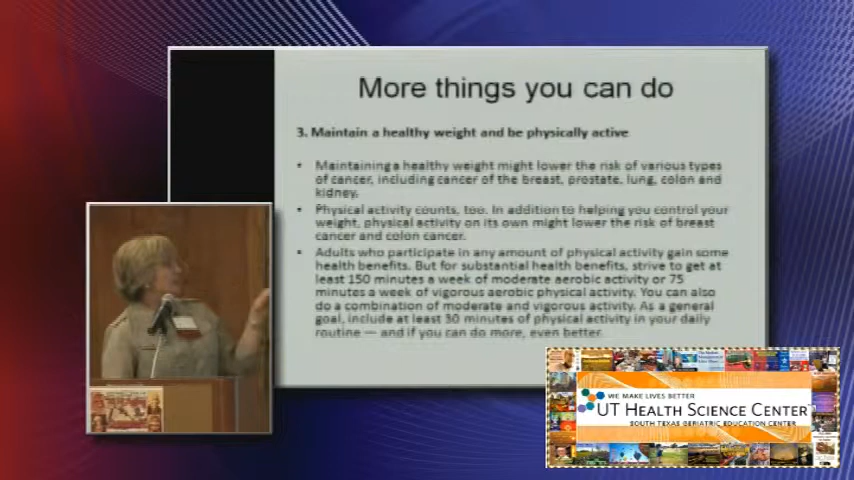 More things you can do
3. Maintain a healthy weight and be physically active
• Maintaining a healthy weight might lower the risk of various types
of cancer, including cancer of the breast, prostate, lung, colon and
kidney.
• Physical activity counts, too. In addition to helping you control your
weight, physical activity on its own might lower the risk of breast
cancer and colon cancer.
• Adults who participate in any amount of physical activity gain some
health benefits. But for substantial health benefits, strive to get at
least 150 minutes a week of moderate aerobic activity or 75
minutes a week of vigorous aerobic physical activity. You can also
do a combination of moderate and vigorous activity. As a general
goal, include at least 30 minutes of physical activity in your daily
routine — and if you can do more, even better.
WE MAKE LIVES BETTER
UT HEALTH SCIENCE CENTER
SOUTH TEXAS GERIATRIC EDUCATION CENTER